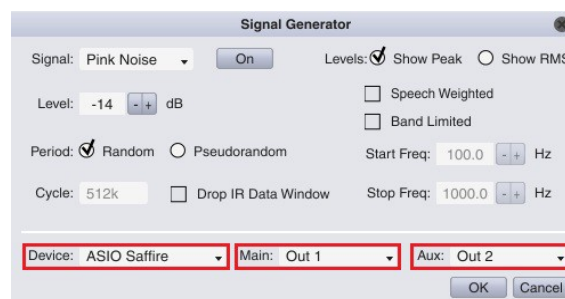 Signal Generator
Signal: Pink Noise On Levels: Show Peak Show RMS
Level: -14 - + dB Speech Weighted
Band Limited
Period: Random Pseudorandom Start Freq: 100.0 - + Hz
Cycle: 512k Drop IR Data Window Stop Freq: 1000.0 - + Hz
Device: ASIO Saffire Main: Out 1 Aux: Out 2
OK Cancel